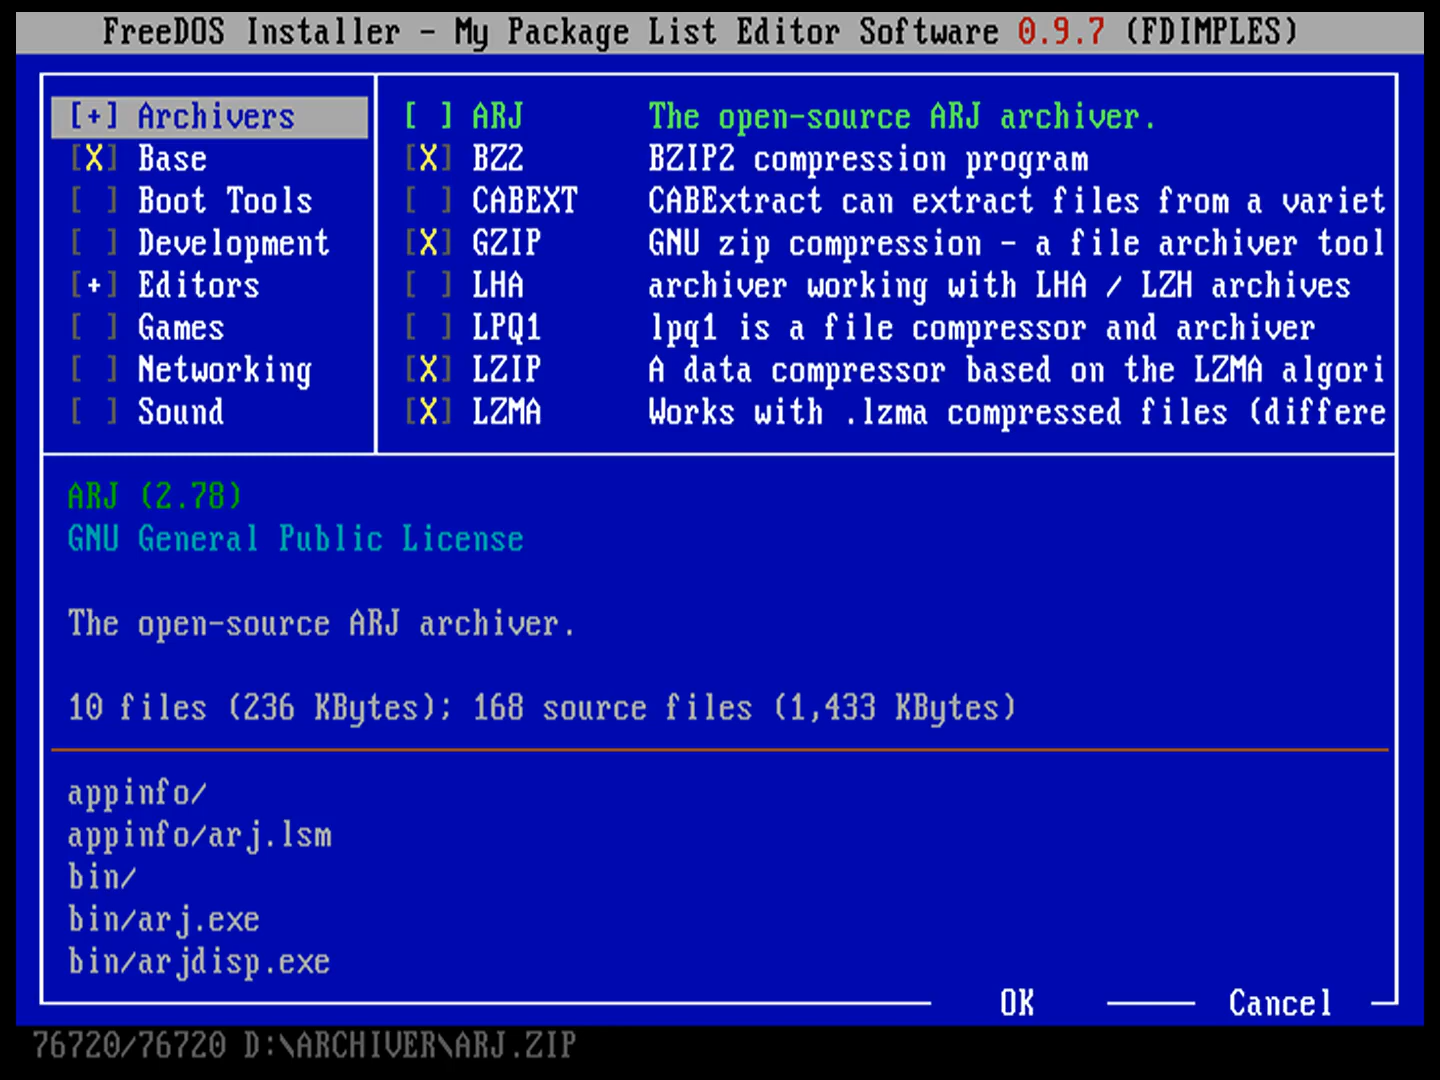 FreeDOS Installer - My Package List Editor Software 0.9.7 (FDIMPLES)
[+] Archivers
[X] Base
[ ] Boot Tools
[ ] Development
[+] Editors
[ ] Games
[ ] Networking
[ ] Sound
[ ] ARJ The open-source ARJ archiver.
[X] BZ2 BZIP2 compression program
[ ] CABEXT CABExtract can extract files from a variet
[X] GZIP GNU zip compression - a file archiver tool
[ ] LHA archiver working with LHA / LZH archives
[ ] LPQ1 lpq1 is a file compressor and archiver
[X] LZIP A data compressor based on the LZMA algori
[X] LZMA Works with .lzma compressed files (differe
ARJ (2.78)
GNU General Public License
The open-source ARJ archiver.
10 files (236 KBytes); 168 source files (1,433 KBytes)
appinfo/
appinfo/arj.lsm
bin/
bin/arj.exe
bin/arjdisp.exe
OK Cancel
76720/76720 D:\ARCHIVER\ARJ.ZIP